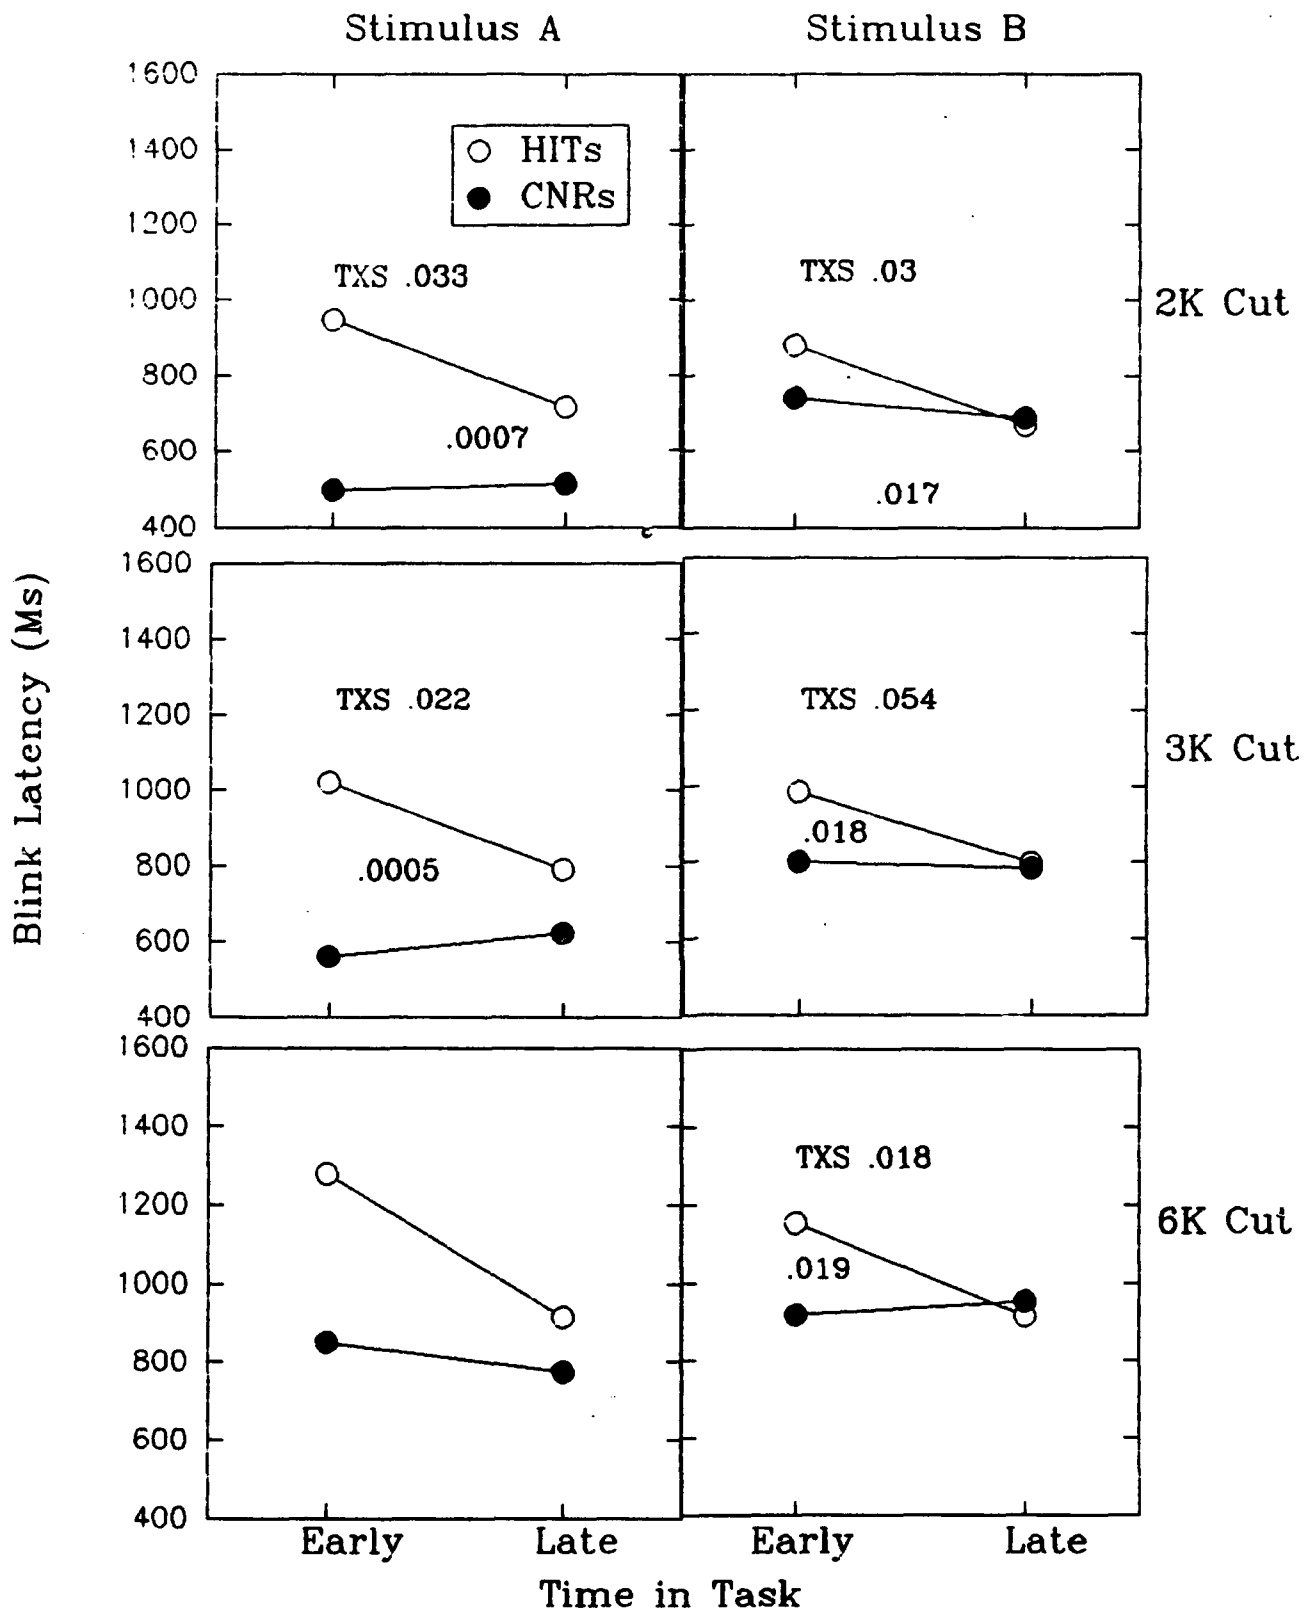 Stimulus A Stimulus B
1600
1400
1200
1000
800
600
400
HITs
CNRs
TXS .033
.0007
TXS .03
.017
2K Cut
1600
1400
1200
1000
800
600
400
TXS .022
.0005
TXS .054
.018
3K Cut
Blink Latency (Ms)
1600
1400
1200
1000
800
600
400
TXS .018
.019
6K Cut
Early Late Early Late
Time in Task